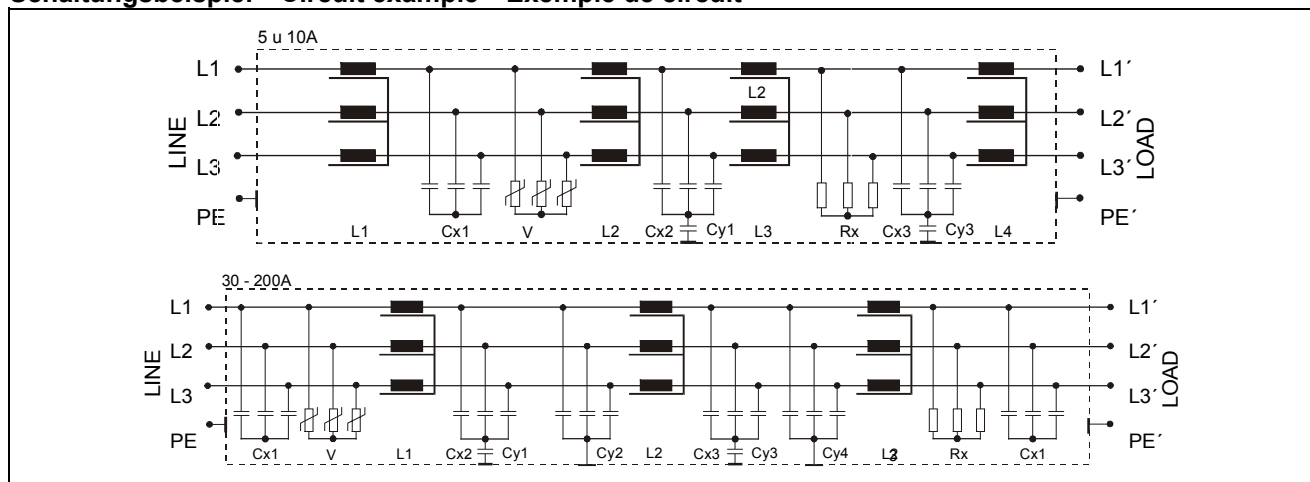 Schaltungsbeispiel Circuit example Exemple de circuit
5 u 10A
L1 L1´
L2
L2 L2´
L3 L3´
LINE LOAD
PE PE´
L1 Cx1 V L2 Cx2 Cy1 L3 Rx Cx3 Cy3 L4
30 - 200A
L1 L1´
L2 L2´
L3 L3´
LINE LOAD
PE PE´
Cx1 V L1 Cx2 Cy1 Cy2 L2 Cx3 Cy3 Cy4 Rx Cx1